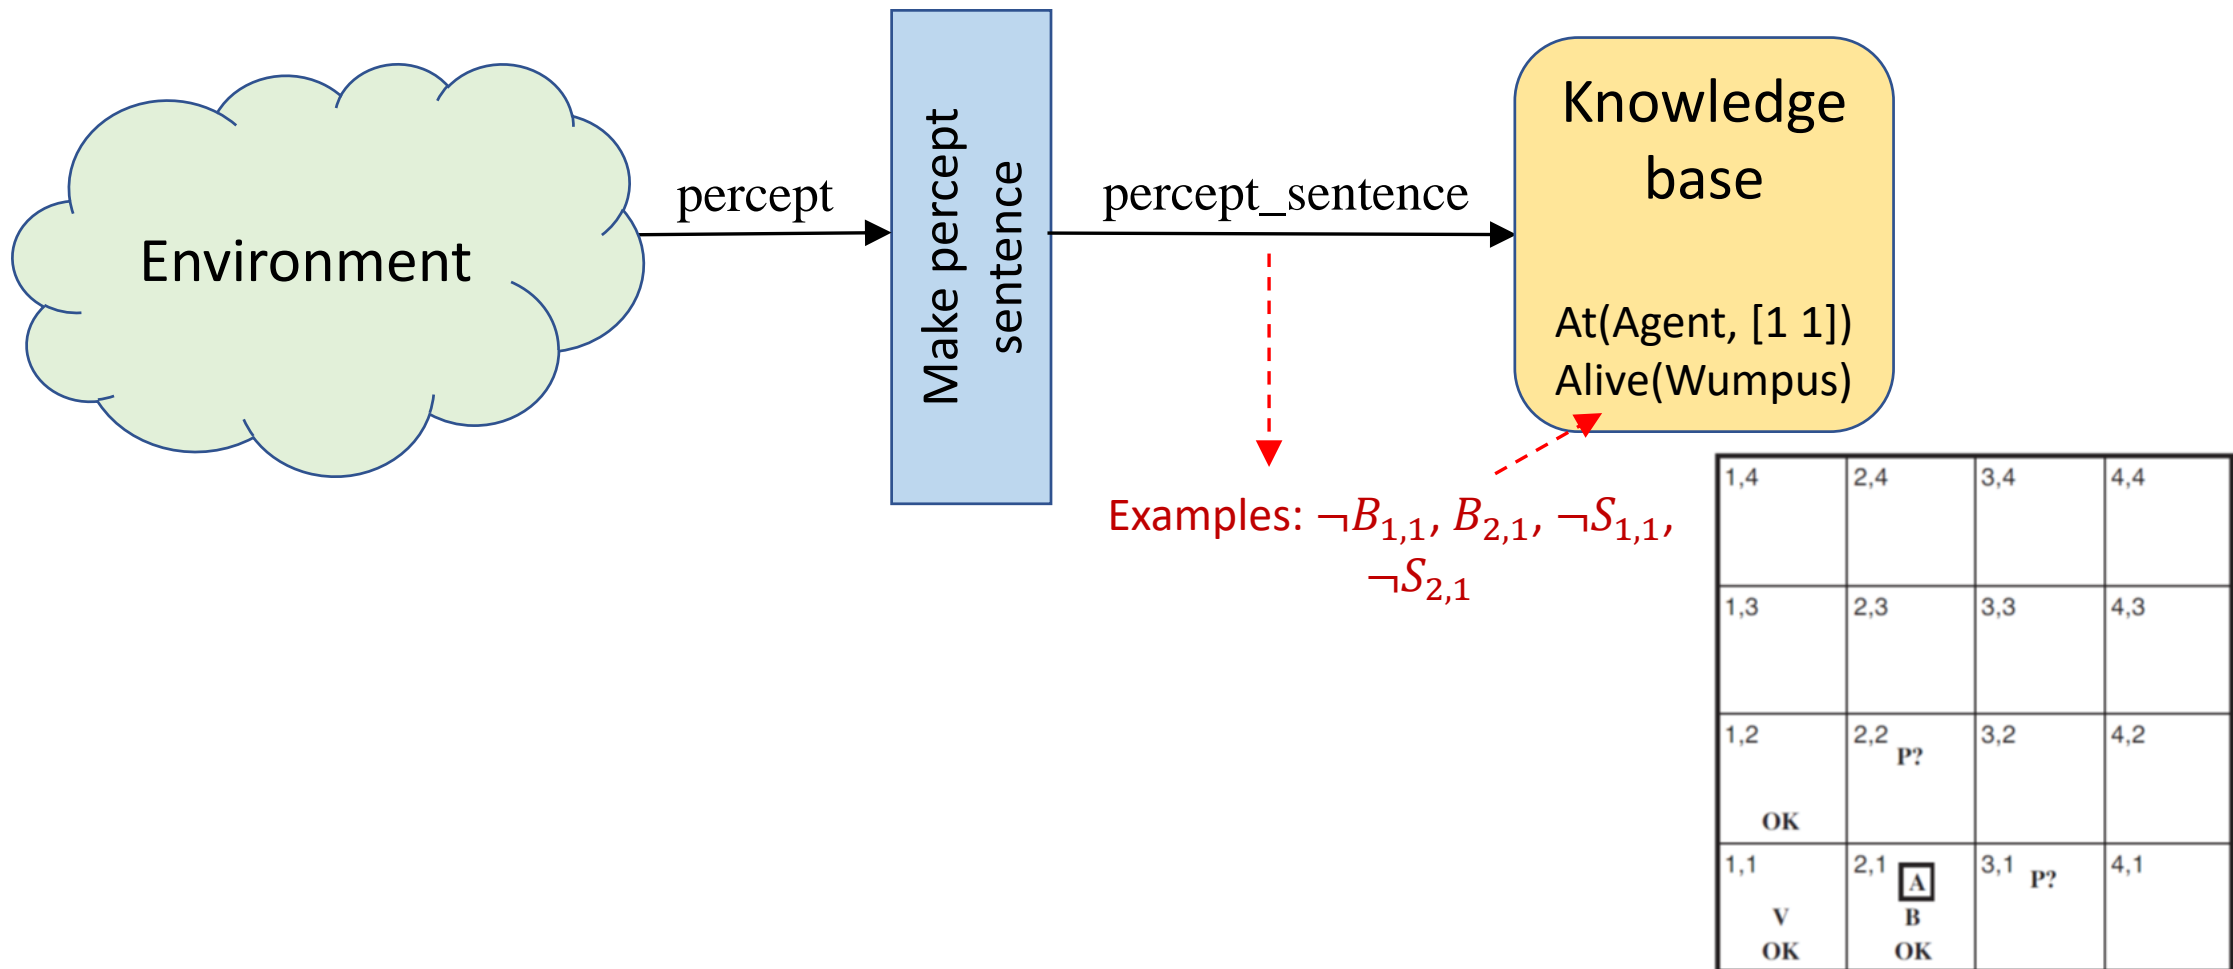 Environment
percept
Make percept
sentence
percept_sentence
Knowledge
base
At(Agent, [1 1])
Alive(Wumpus)
Examples: ¬B₁,₁, B₂,₁, ¬S₁,₁,
¬S₂,₁
1,4 2,4 3,4 4,4
1,3 2,3 3,3 4,3
1,2 2,2 3,2 4,2
P?
OK
1,1 2,1 A 3,1 P? 4,1
V B
OK OK